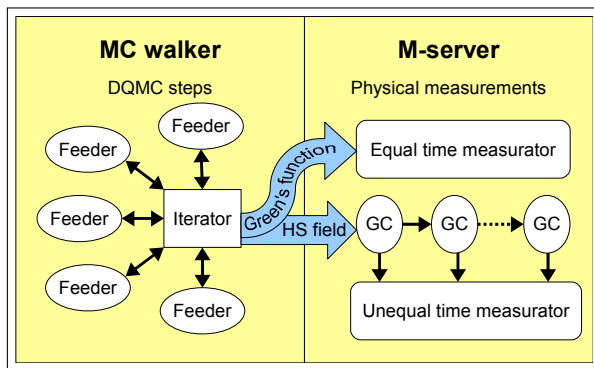 MC walker
DQMC steps
Feeder
Feeder
Feeder
Feeder
Feeder
Iterator
Green's function
HS field
M-server
Physical measurements
Equal time measurator
GC
GC
GC
Unequal time measurator